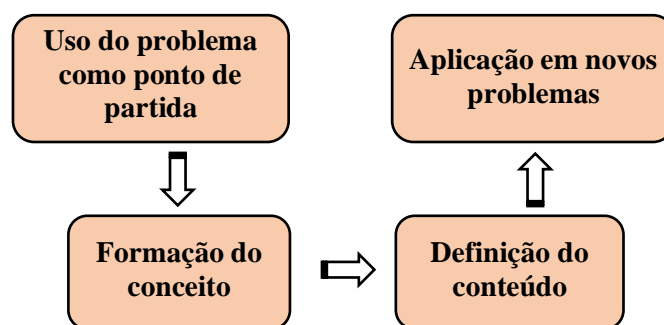 Uso do problema
como ponto de
partida
Formação do
conceito
Definição do
conteúdo
Aplicação em novos
problemas